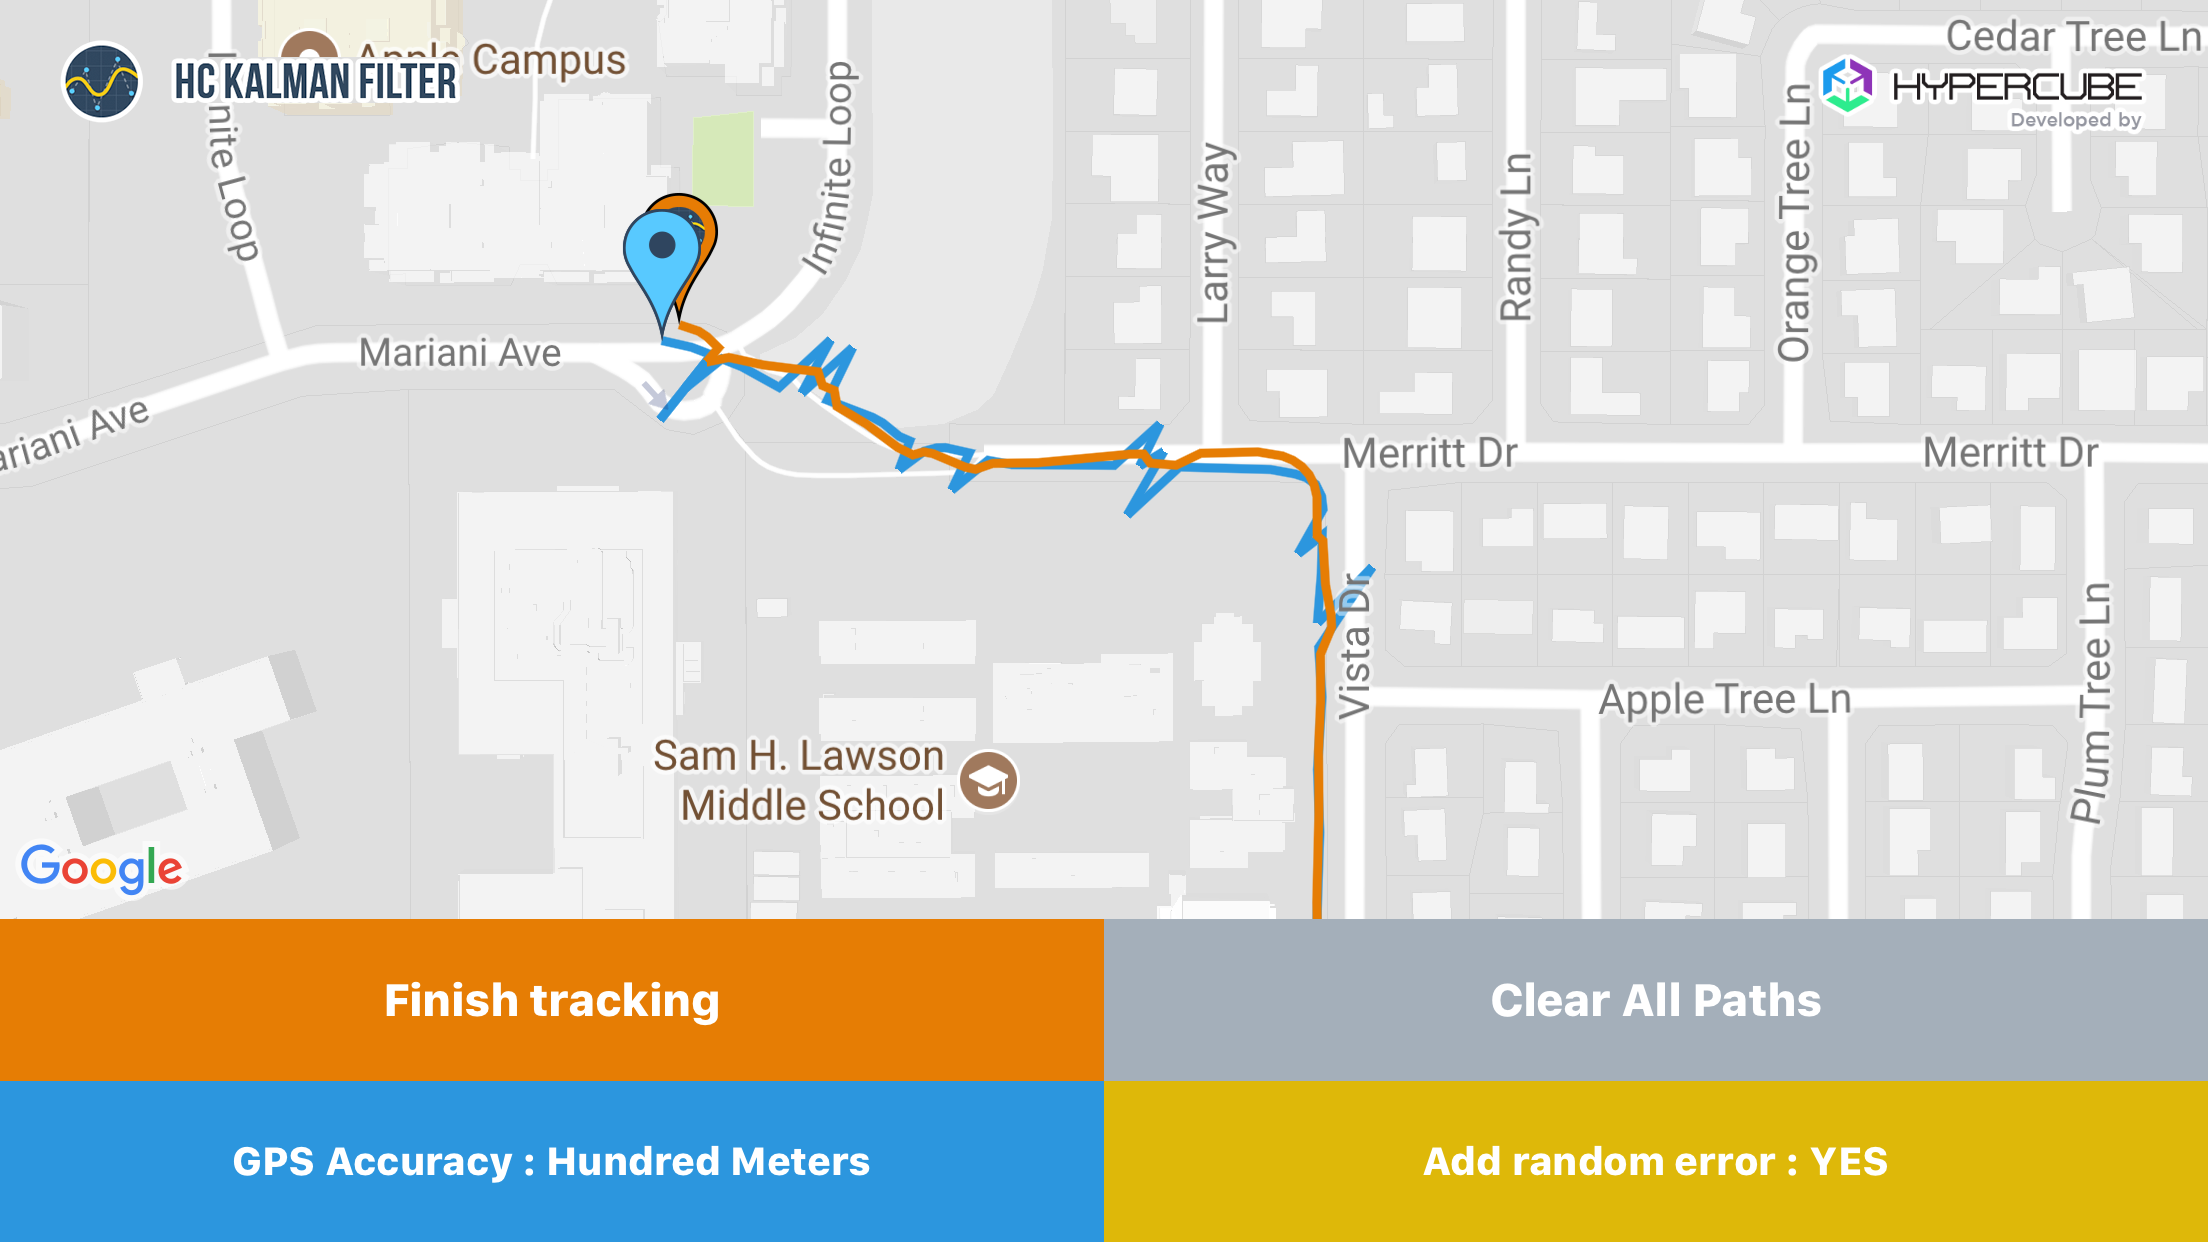 Apple Campus
HC KALMAN FILTER
Cedar Tree Ln
HYPERCUBE
Developed by
Infinite Loop
Infinite Loop
Larry Way
Randy Ln
Orange Tree Ln
Mariani Ave
ariani Ave
Merritt Dr
Merritt Dr
Vista Dr
Apple Tree Ln
Plum Tree Ln
Sam H. Lawson
Middle School
Google
Finish tracking
Clear All Paths
GPS Accuracy : Hundred Meters
Add random error : YES